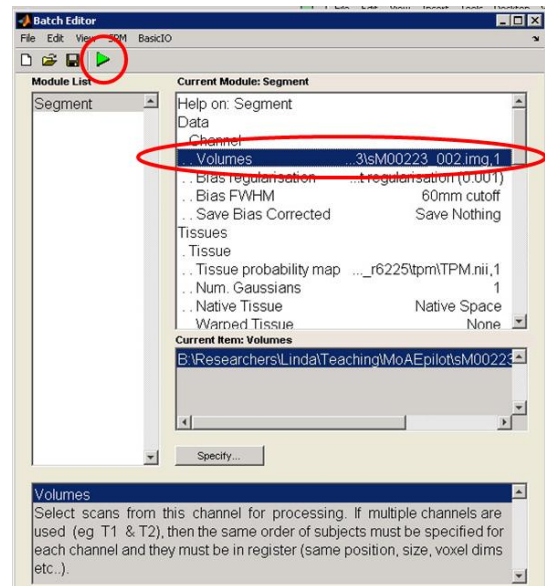 Batch Editor
File Edit View SPM BasicIO
Module List
Segment
Current Module: Segment
Help on: Segment
Data
. Channel
. . Volumes ...3\sM00223_002.img,1
. . Bias regularisation ...t regularisation (0.001)
. . Bias FWHM 60mm cutoff
. . Save Bias Corrected Save Nothing
Tissues
. Tissue
. . Tissue probability map ..._r6225\tpm\TPM.nii,1
. . Num. Gaussians 1
. . Native Tissue Native Space
. . Warped Tissue None
Current Item: Volumes
B:\Researchers\Linda\Teaching\MoAEpilot\sM00223
Specify...
Volumes
Select scans from this channel for processing. If multiple channels are
used (eg T1 & T2), then the same order of subjects must be specified for
each channel and they must be in register (same position, size, voxel dims
etc..).